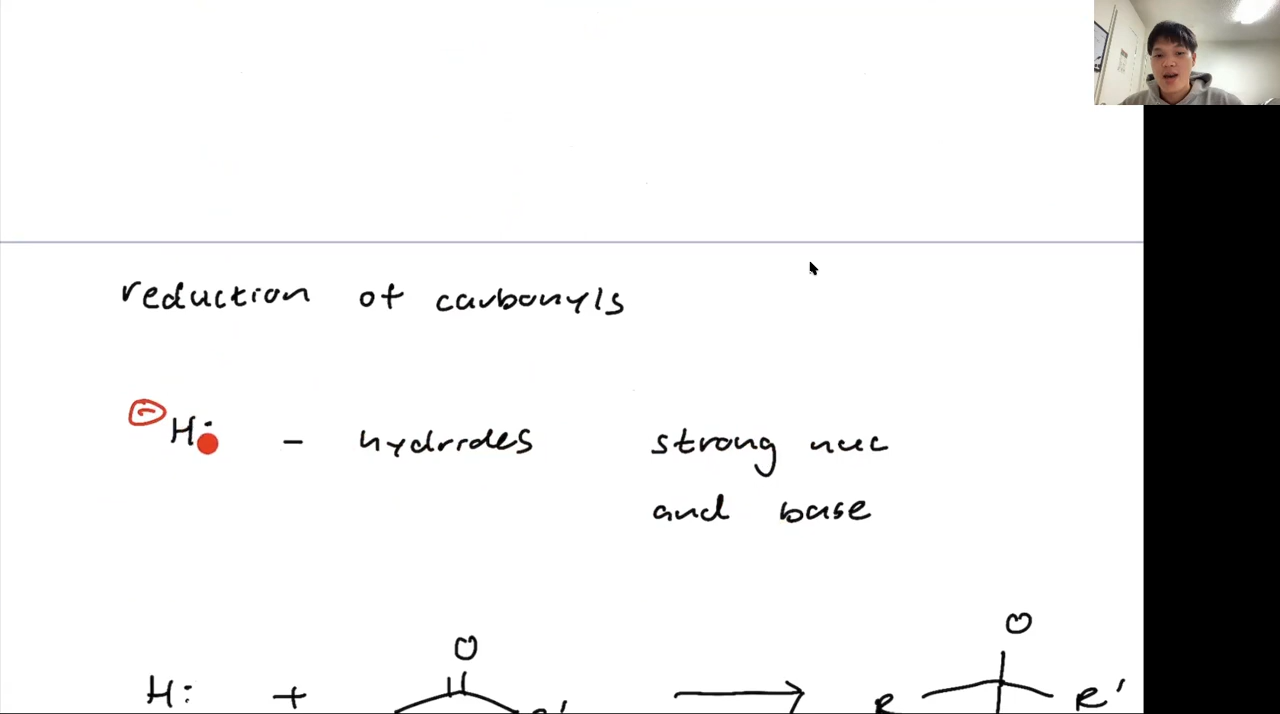 reduction of carbonyls
⊖H: – hydrides strong nuc
and base
O
O
H: + R' → R R'